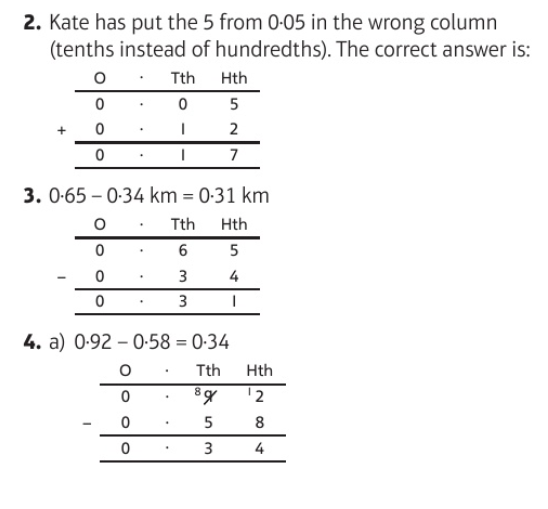 2. Kate has put the 5 from 0·05 in the wrong column
(tenths instead of hundredths). The correct answer is:
O · Tth Hth
0 · 0 5
+ 0 · 1 2
0 · 1 7
3. 0·65 – 0·34 km = 0·31 km
O · Tth Hth
0 · 6 5
– 0 · 3 4
0 · 3 1
4. a) 0·92 – 0·58 = 0·34
O · Tth Hth
0 · 8 9 1 2
– 0 · 5 8
0 · 3 4